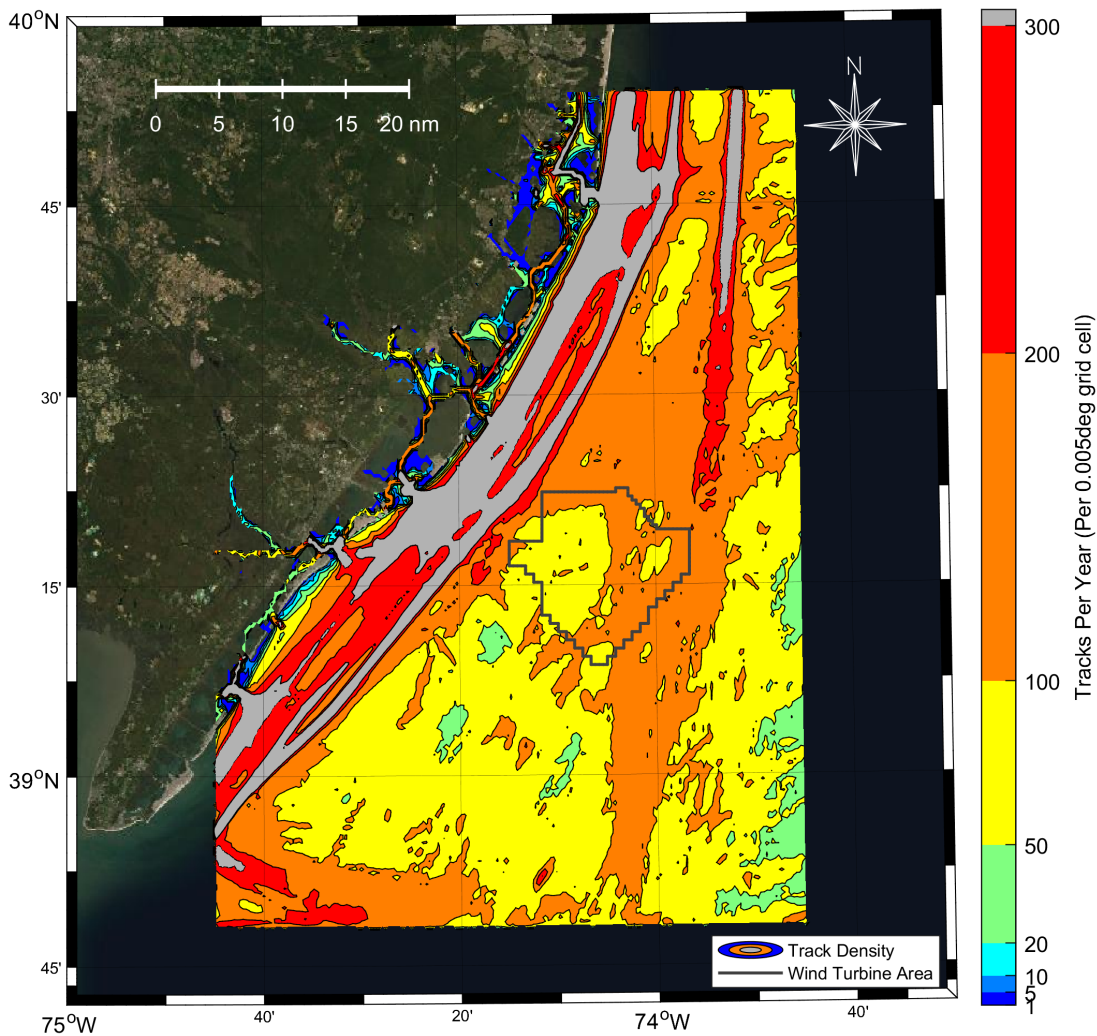 40°N
45'
30'
15'
39°N
45'
75°W
40'
20'
74°W
40'
0 5 10 15 20 nm
N
300
200
100
50
20
10
5
1
Tracks Per Year (Per 0.005deg grid cell)
Track Density
Wind Turbine Area